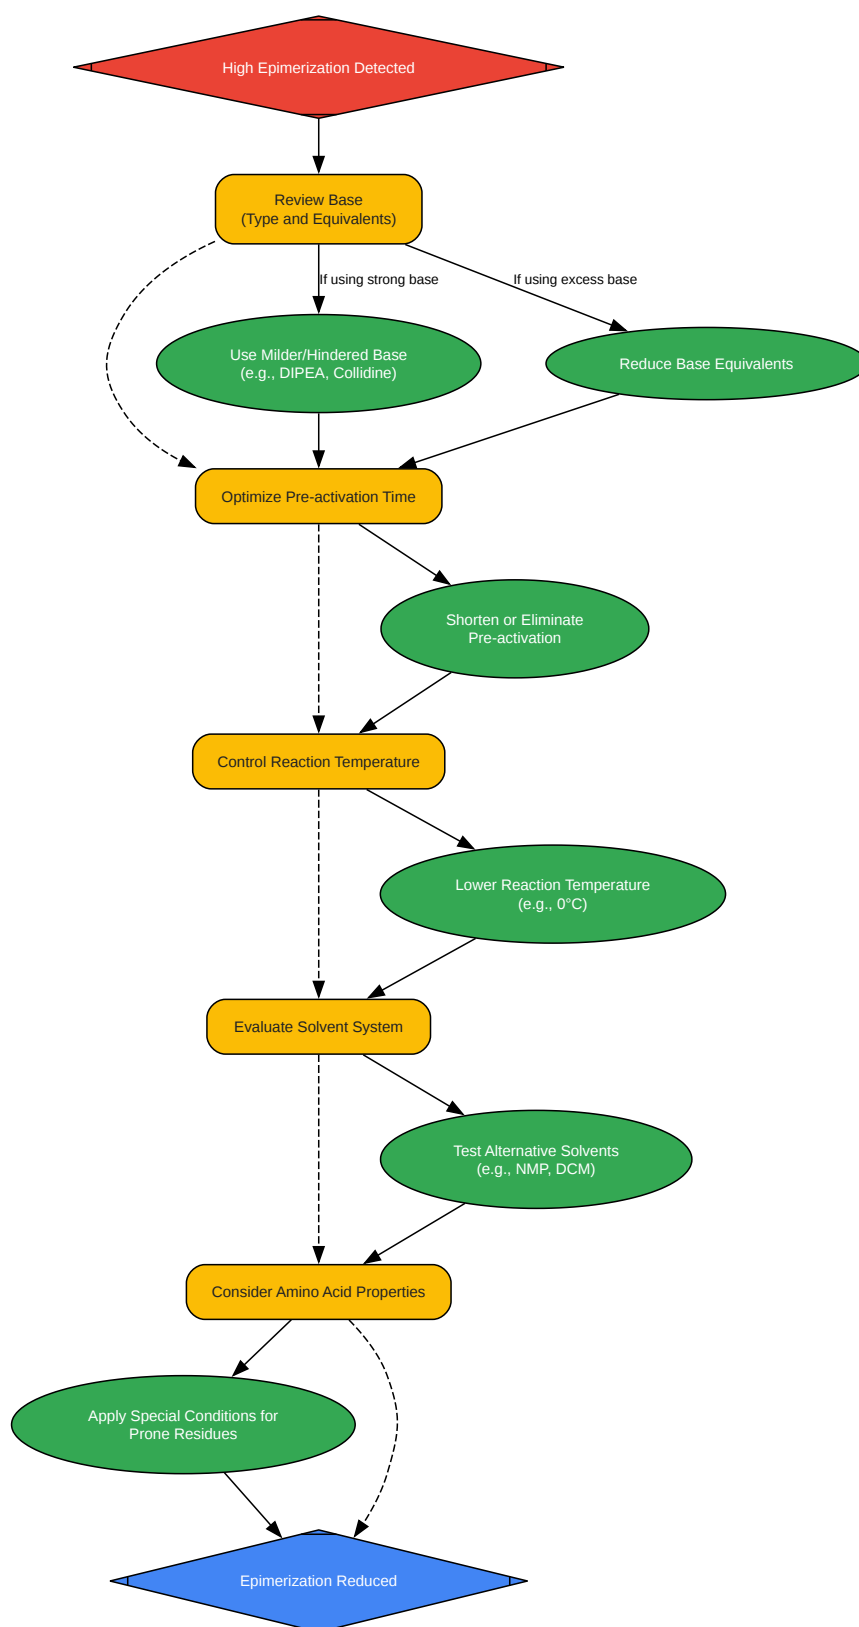 High Epimerization Detected
Review Base
(Type and Equivalents)
If using strong base
If using excess base
Use Milder/Hindered Base
(e.g., DIPEA, Collidine)
Reduce Base Equivalents
Optimize Pre-activation Time
Shorten or Eliminate
Pre-activation
Control Reaction Temperature
Lower Reaction Temperature
(e.g., 0°C)
Evaluate Solvent System
Test Alternative Solvents
(e.g., NMP, DCM)
Consider Amino Acid Properties
Apply Special Conditions for
Prone Residues
Epimerization Reduced